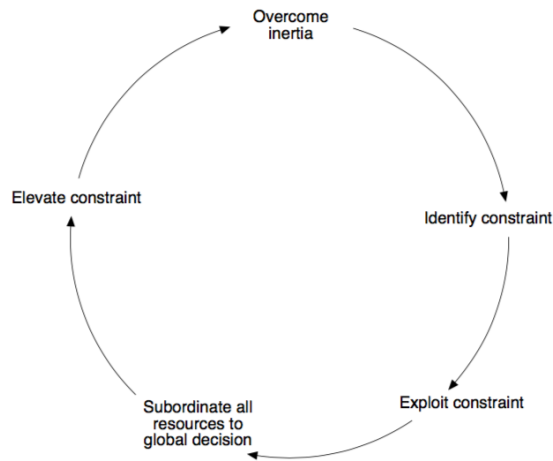 Overcome
inertia
Identify constraint
Exploit constraint
Subordinate all
resources to
global decision
Elevate constraint